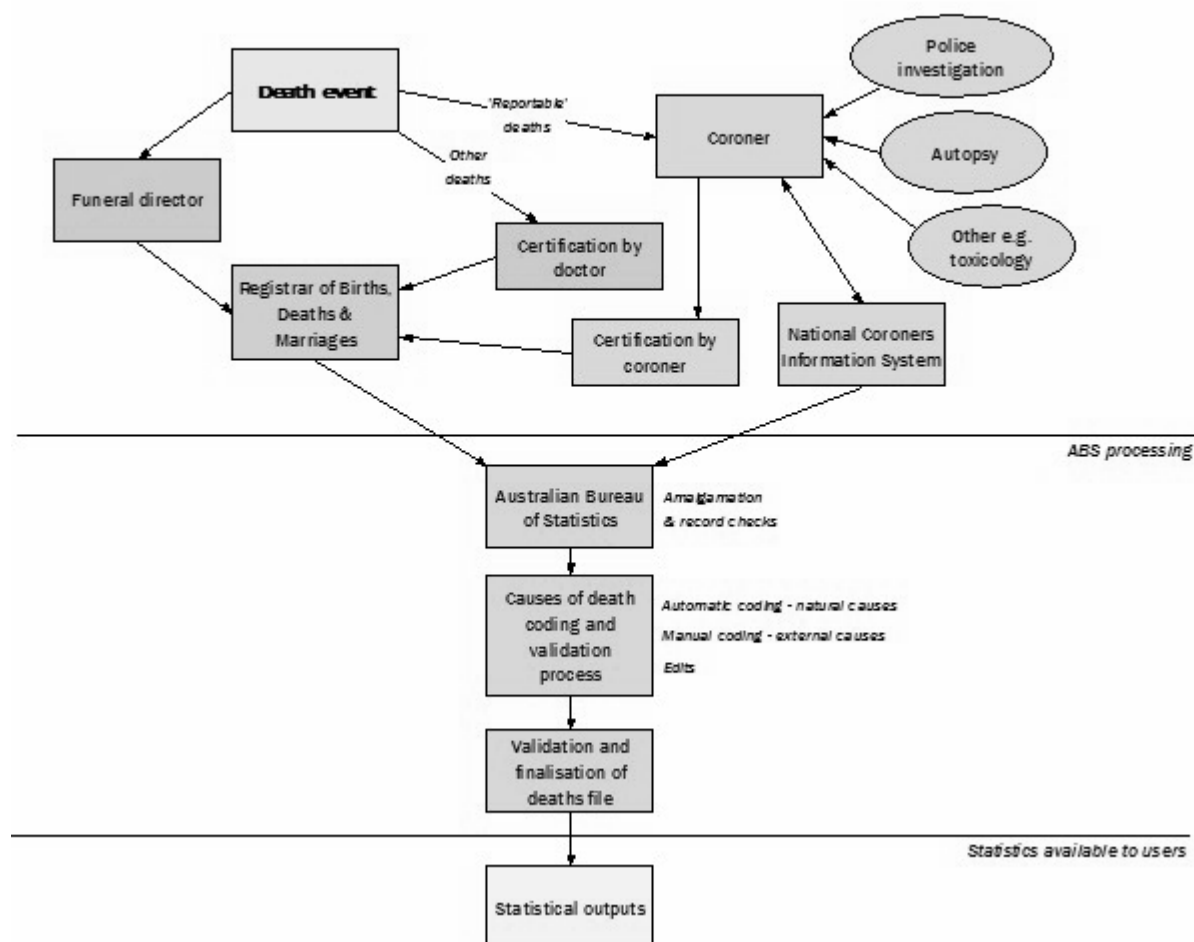 Police
investigation
Death event
'Reportable'
deaths
Coroner
Autopsy
Other
deaths
Funeral director
Certification by
doctor
Other e.g.
toxicology
Registrar of Births,
Deaths &
Marriages
Certification by
coroner
National Coroners
Information System
ABS processing
Australian Bureau
of Statistics
Amalgamation
& record checks
Causes of death
coding and
validation
process
Automatic coding - natural causes
Manual coding - external causes
Edits
Validation and
finalisation of
deaths file
Statistics available to users
Statistical outputs